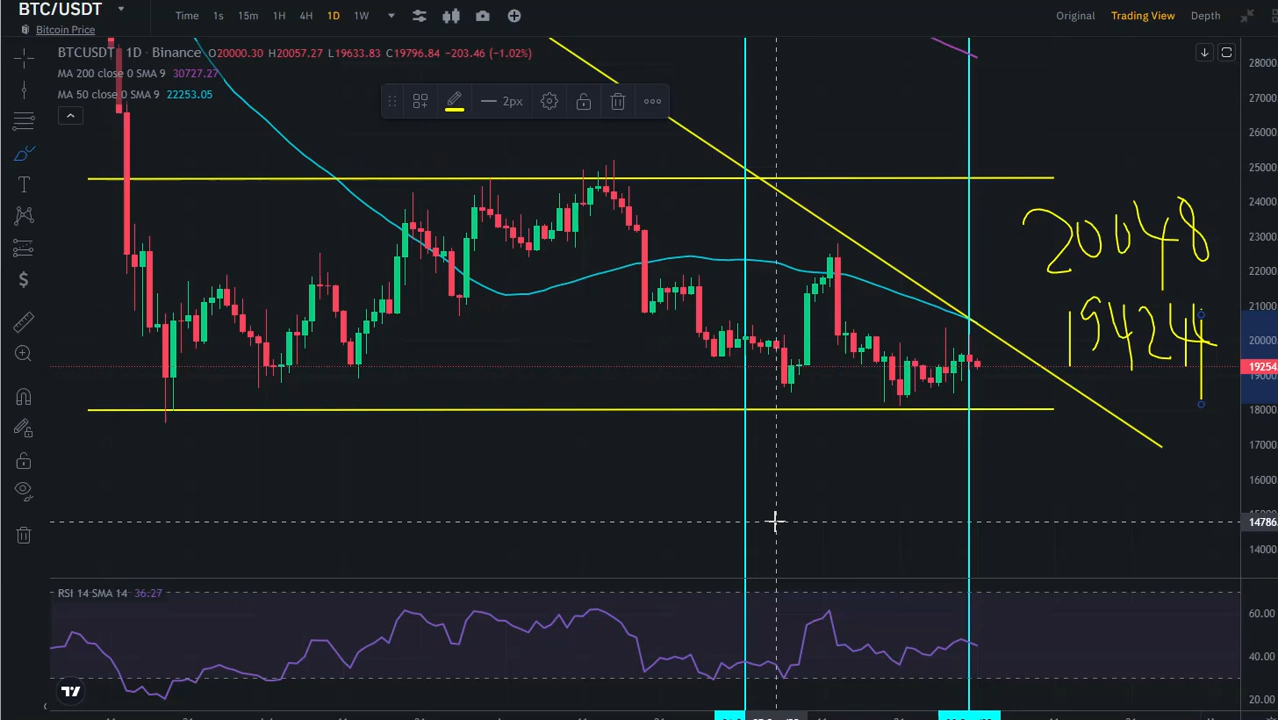 BTC/USDT
Bitcoin Price
Time 1s 15m 1H 4H 1D 1W
Original Trading View Depth
BTCUSDT 1D Binance O20000.30 H20057.27 L19633.83 C19796.84 −203.46 (−1.02%)
MA 200 close 0 SMA 9 30727.27
MA 50 close 0 SMA 9 22253.05
2px
28000
27000
26000
25000
24000
23000
22000
21000
20000
19254
19000
18000
17000
16000
14786
14000
20048
19424
RSI 14 SMA 14 36.27
60.00
40.00
20.00